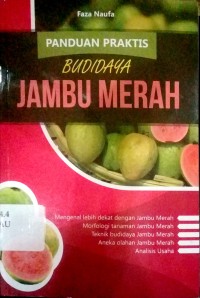 Faza Naufa
PANDUAN PRAKTIS
BUDIDAYA
JAMBU MERAH
Mengenal lebih dekat dengan Jambu Merah
Morfologi tanaman Jambu Merah
Teknik budidaya Jambu Merah
Aneka olahan Jambu Merah
Analisis Usaha